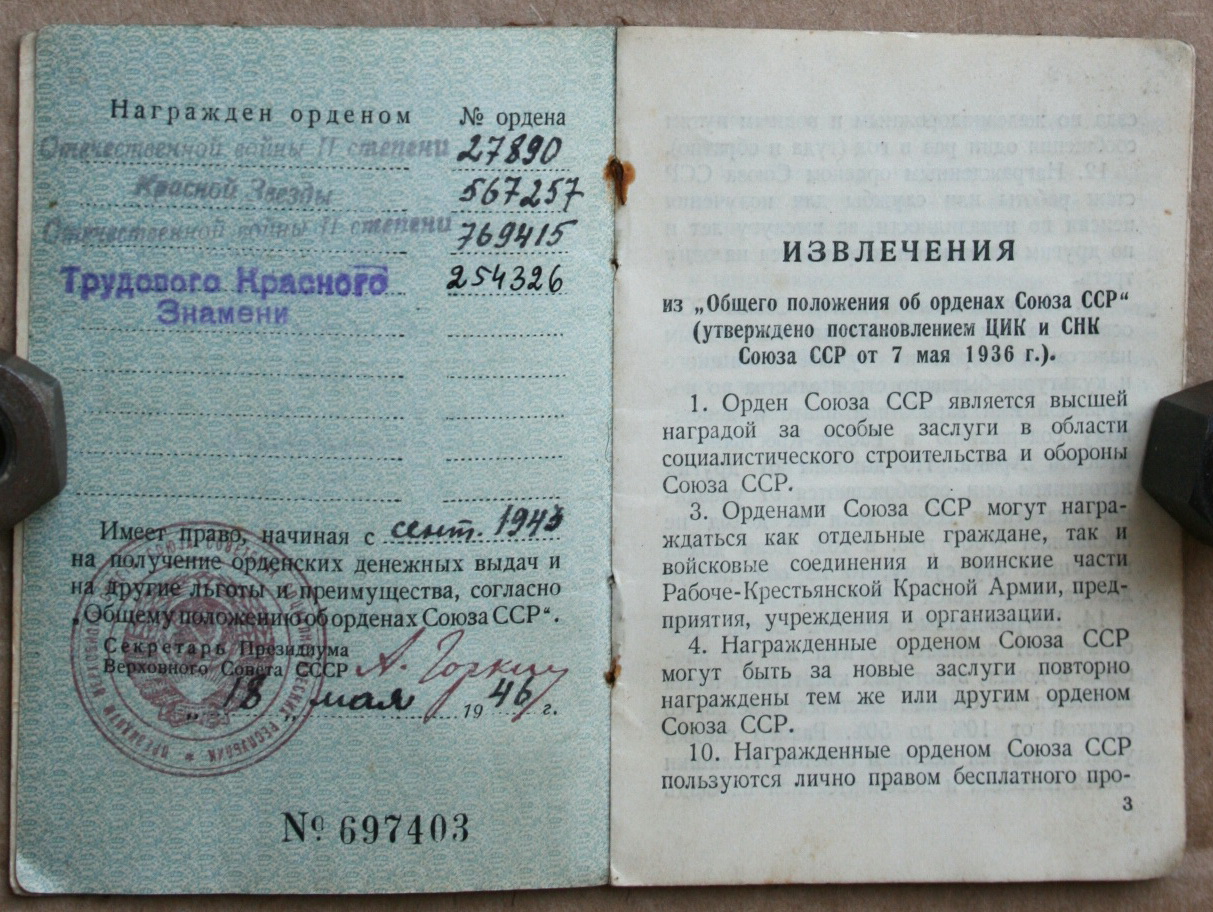 Награжден орденом № ордена
Отечественной войны II степени 27890
Красной Звезды 567257
Отечественной войны II степени 769415
Трудового Красного 254326
Знамени
Имеет право, начиная с сент. 1943
на получение орденских денежных выдач и
на другие льготы и преимущества, согласно
„Общему положению об орденах Союза ССР“.
Секретарь Президиума
Верховного Совета СССР А. Горкин
„18 „ мая 1946 г.
№ 697403
ИЗВЛЕЧЕНИЯ
из „Общего положения об орденах Союза ССР“
(утверждено постановлением ЦИК и СНК
Союза ССР от 7 мая 1936 г.).
1. Орден Союза ССР является высшей
наградой за особые заслуги в области
социалистического строительства и обороны
Союза ССР.
3. Орденами Союза ССР могут награ-
ждаться как отдельные граждане, так и
войсковые соединения и воинские части
Рабоче-Крестьянской Красной Армии, пред-
приятия, учреждения и организации.
4. Награжденные орденом Союза ССР
могут быть за новые заслуги повторно
награждены тем же или другим орденом
Союза ССР.
10. Награжденные орденом Союза ССР
пользуются лично правом бесплатного про-
3